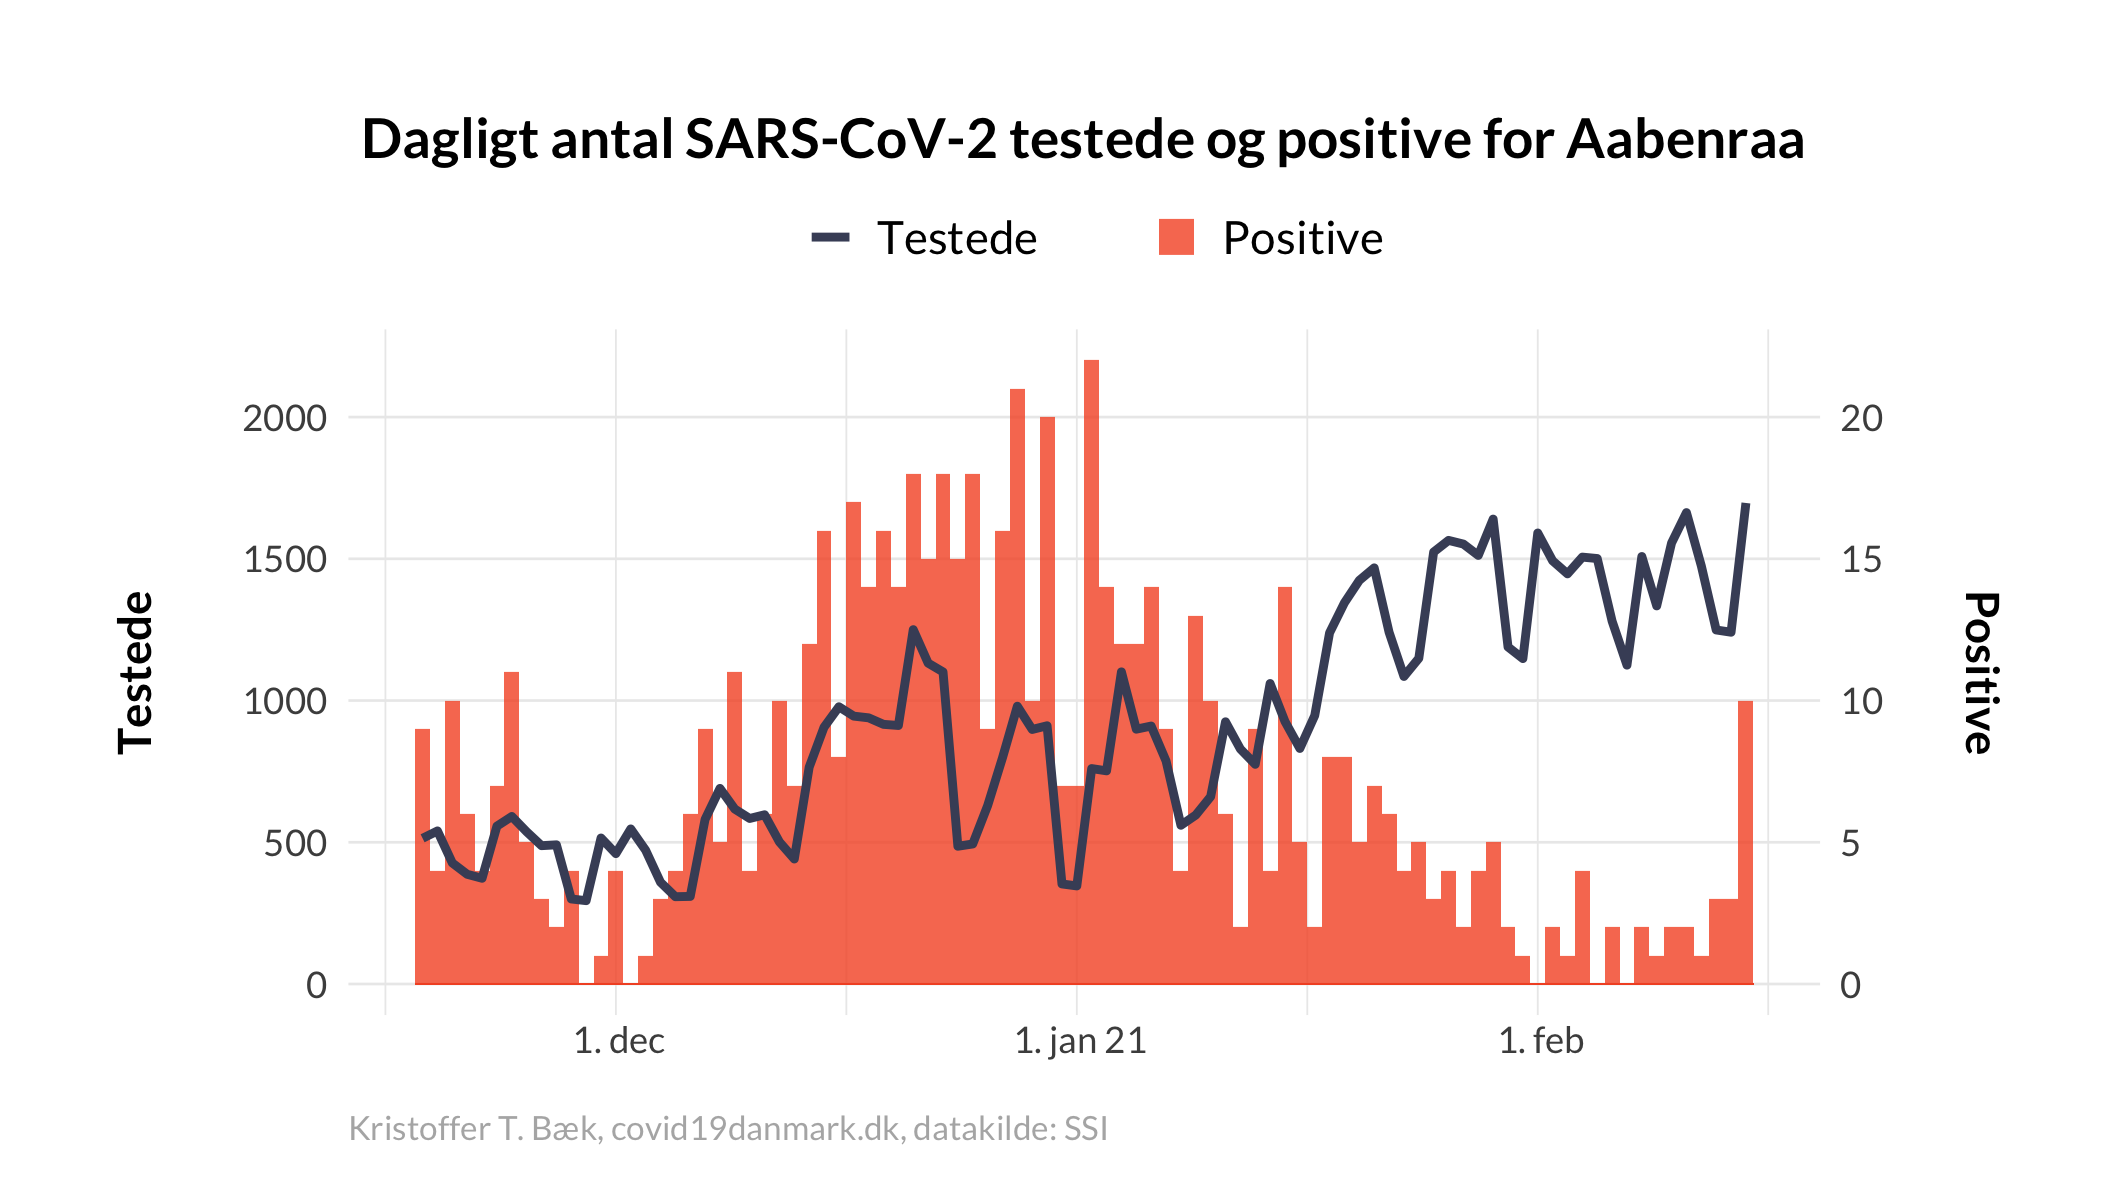 Dagligt antal SARS-CoV-2 testede og positive for Aabenraa
Testede
Positive
Testede
2000
1500
1000
500
0
20
15
10
5
0
Positive
1. dec
1. jan 21
1. feb
Kristoffer T. Bæk, covid19danmark.dk, datakilde: SSI